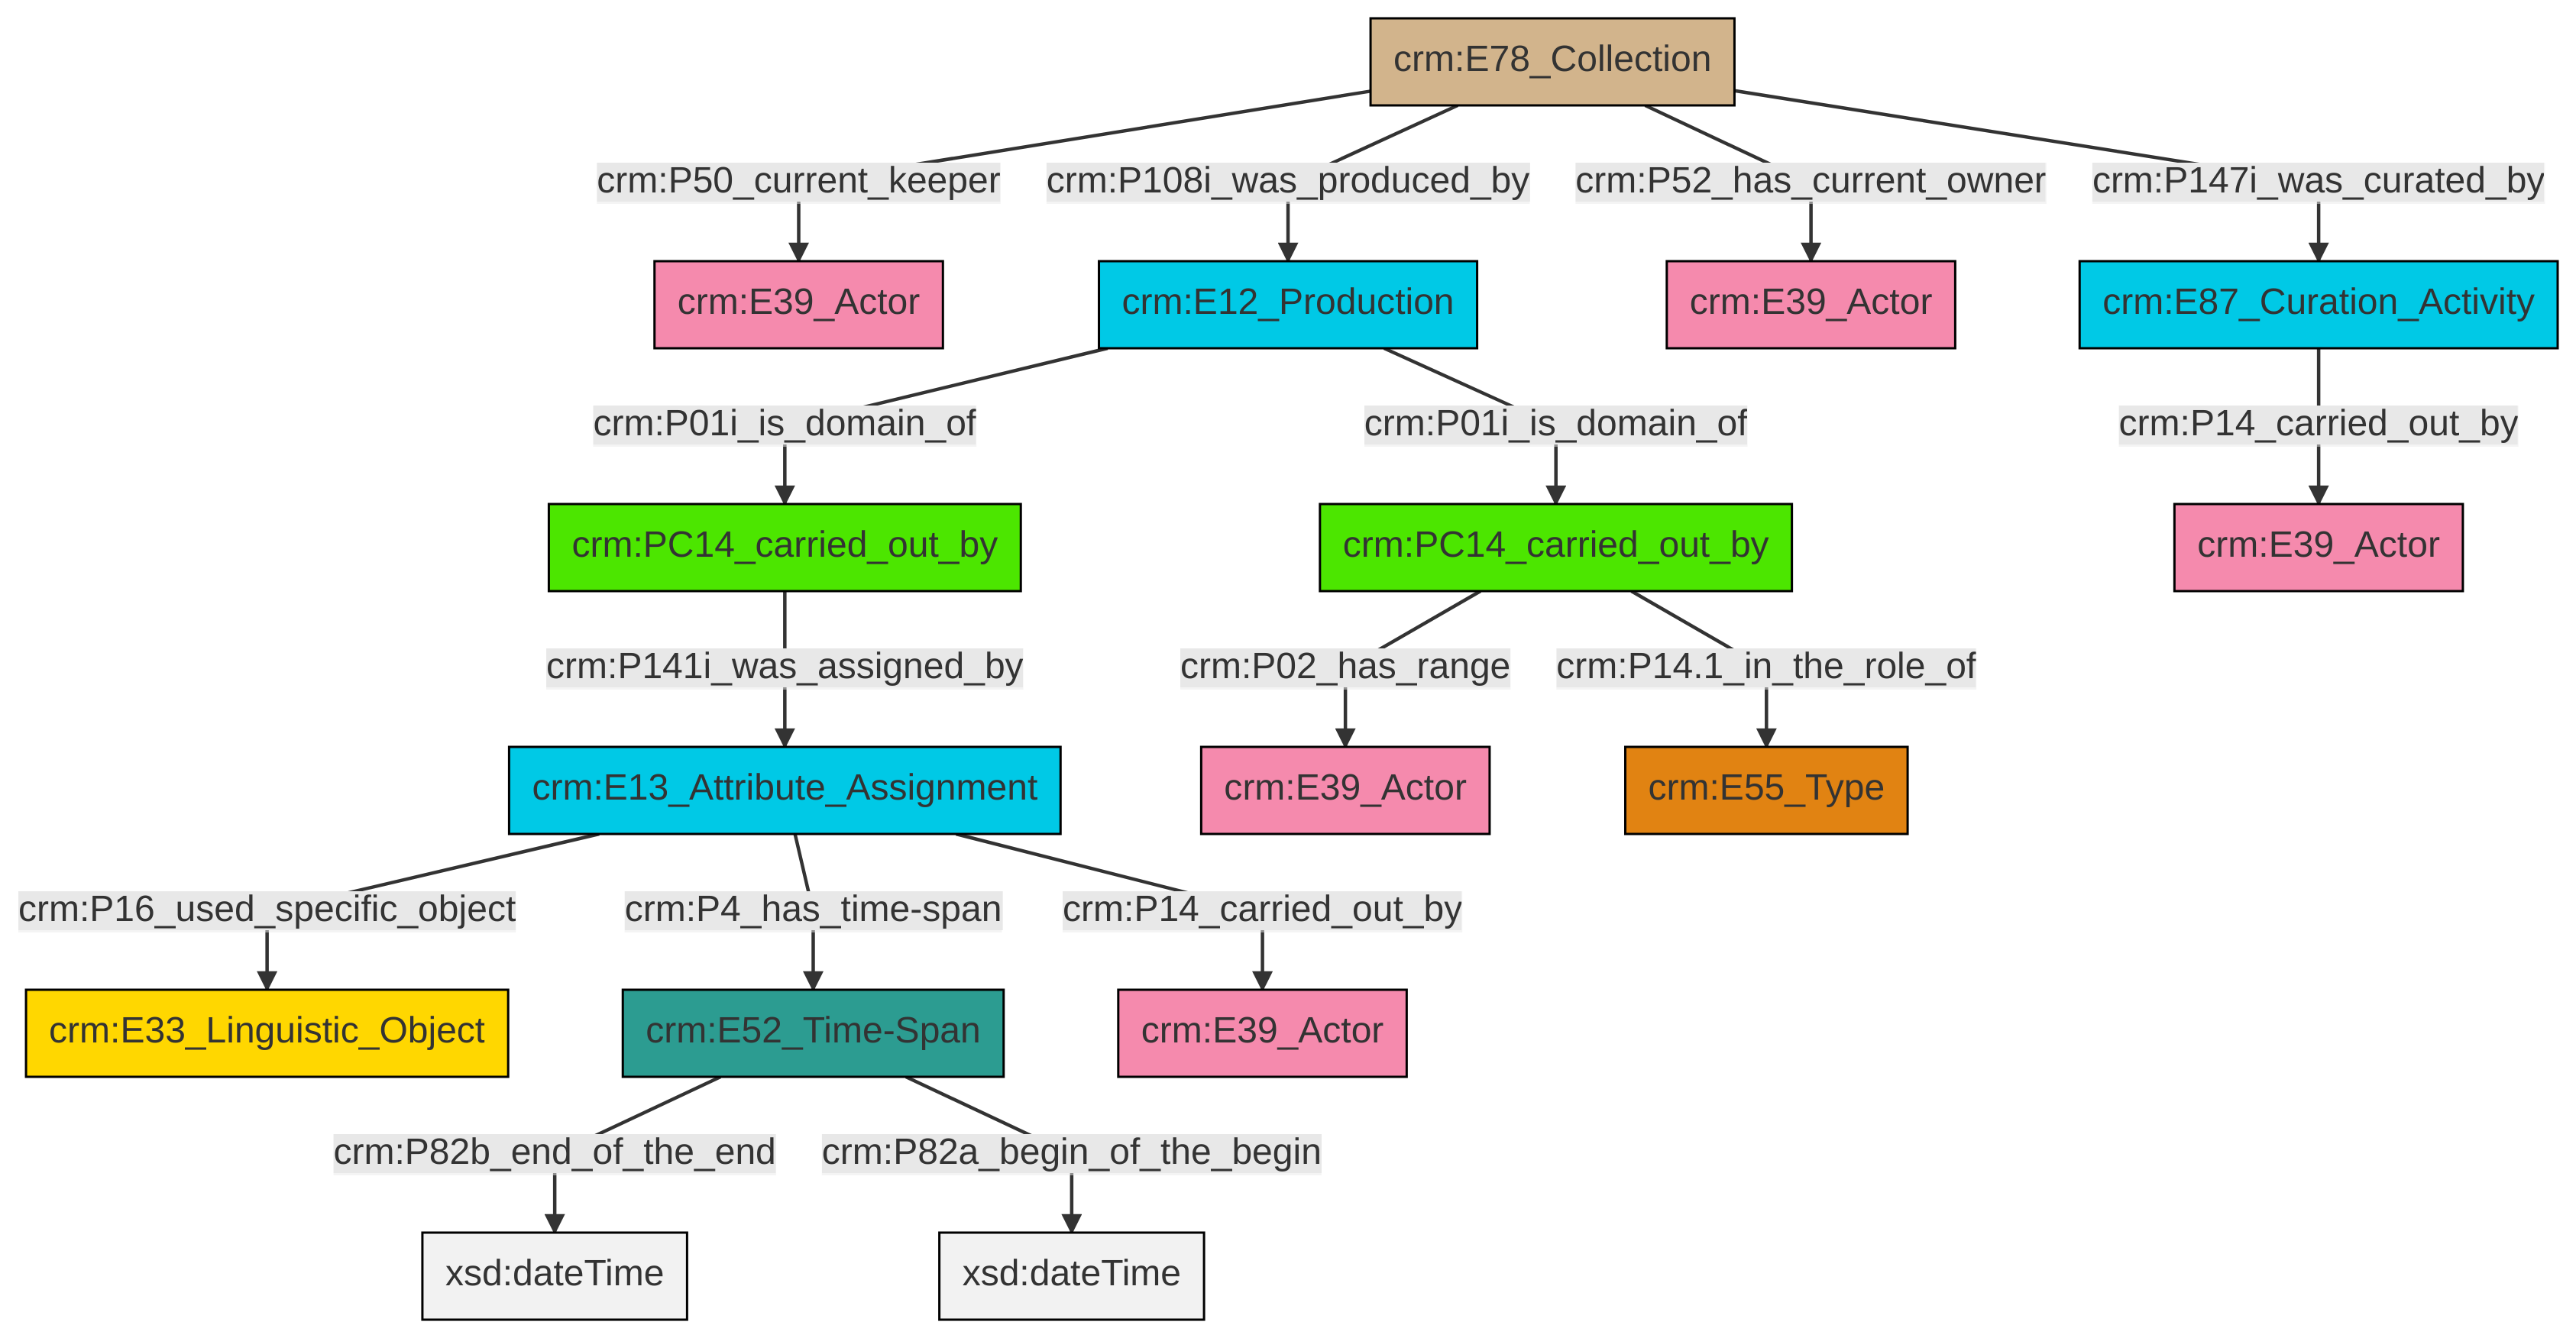 crm:E78_Collection
crm:P50_current_keeper
crm:P108i_was_produced_by
crm:P52_has_current_owner
crm:P147i_was_curated_by
crm:E39_Actor
crm:E12_Production
crm:E39_Actor
crm:E87_Curation_Activity
crm:P01i_is_domain_of
crm:P01i_is_domain_of
crm:P14_carried_out_by
crm:PC14_carried_out_by
crm:PC14_carried_out_by
crm:E39_Actor
crm:P141i_was_assigned_by
crm:P02_has_range
crm:P14.1_in_the_role_of
crm:E13_Attribute_Assignment
crm:E39_Actor
crm:E55_Type
crm:P16_used_specific_object
crm:P4_has_time-span
crm:P14_carried_out_by
crm:E33_Linguistic_Object
crm:E52_Time-Span
crm:E39_Actor
crm:P82b_end_of_the_end
crm:P82a_begin_of_the_begin
xsd:dateTime
xsd:dateTime